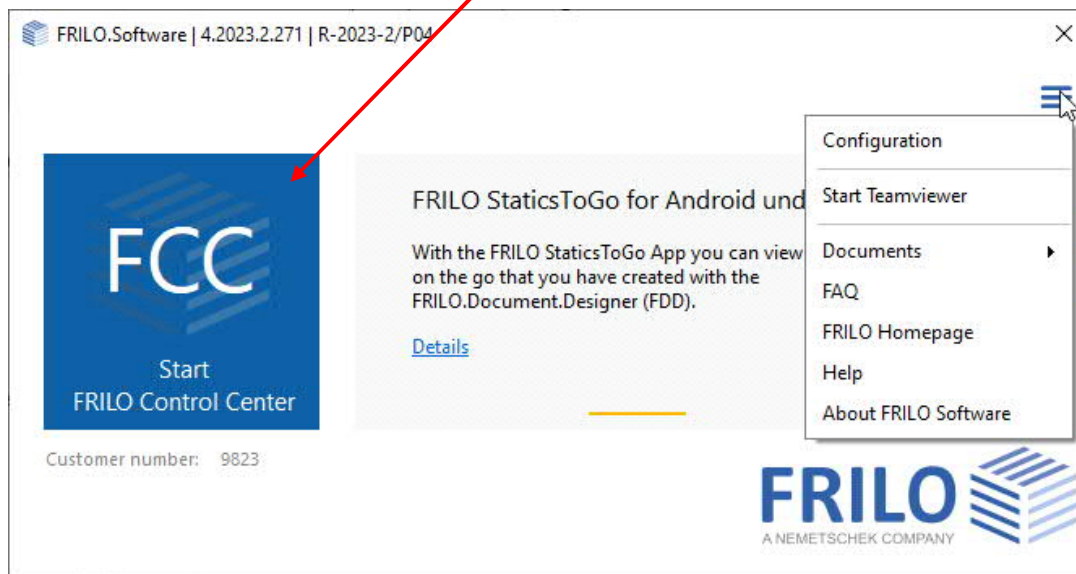 FRILO.Software | 4.2023.2.271 | R-2023-2/P04
Configuration
Start Teamviewer
Documents
FAQ
FRILO Homepage
Help
About FRILO Software
FCC
Start
FRILO Control Center
FRILO StaticsToGo for Android und
With the FRILO StaticsToGo App you can view
on the go that you have created with the
FRILO.Document.Designer (FDD).
Details
Customer number: 9823
FRILO
A NEMETSCHEK COMPANY